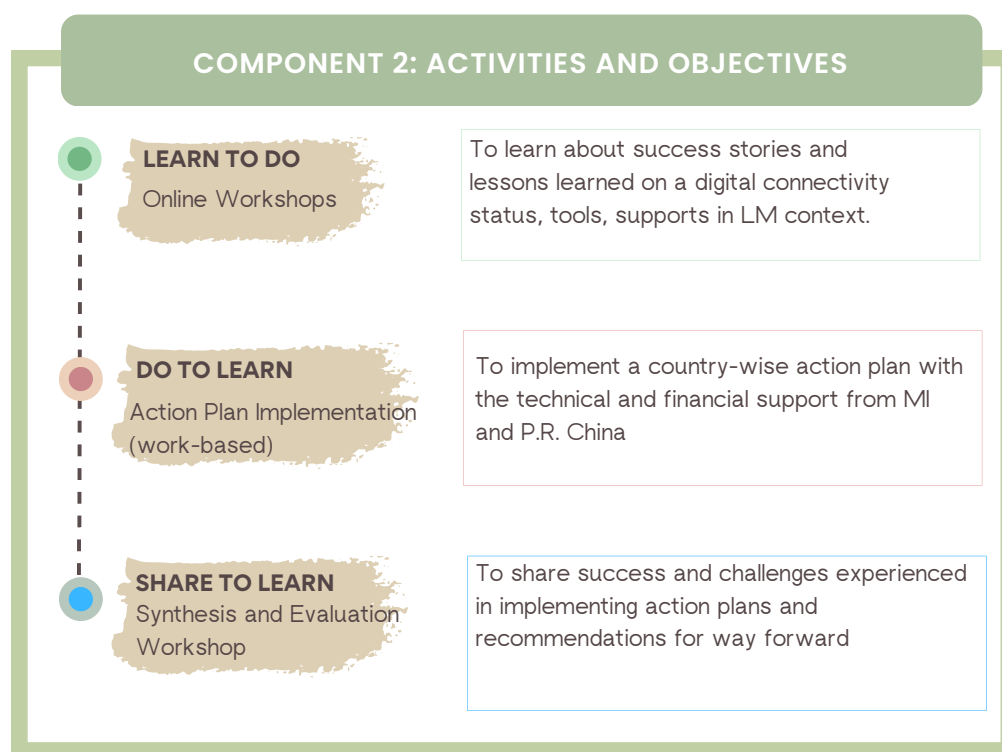 COMPONENT 2: ACTIVITIES AND OBJECTIVES
LEARN TO DO
Online Workshops
To learn about success stories and
lessons learned on a digital connectivity
status, tools, supports in LM context.
DO TO LEARN
Action Plan Implementation
(work-based)
To implement a country-wise action plan with
the technical and financial support from MI
and P.R. China
SHARE TO LEARN
Synthesis and Evaluation
Workshop
To share success and challenges experienced
in implementing action plans and
recommendations for way forward